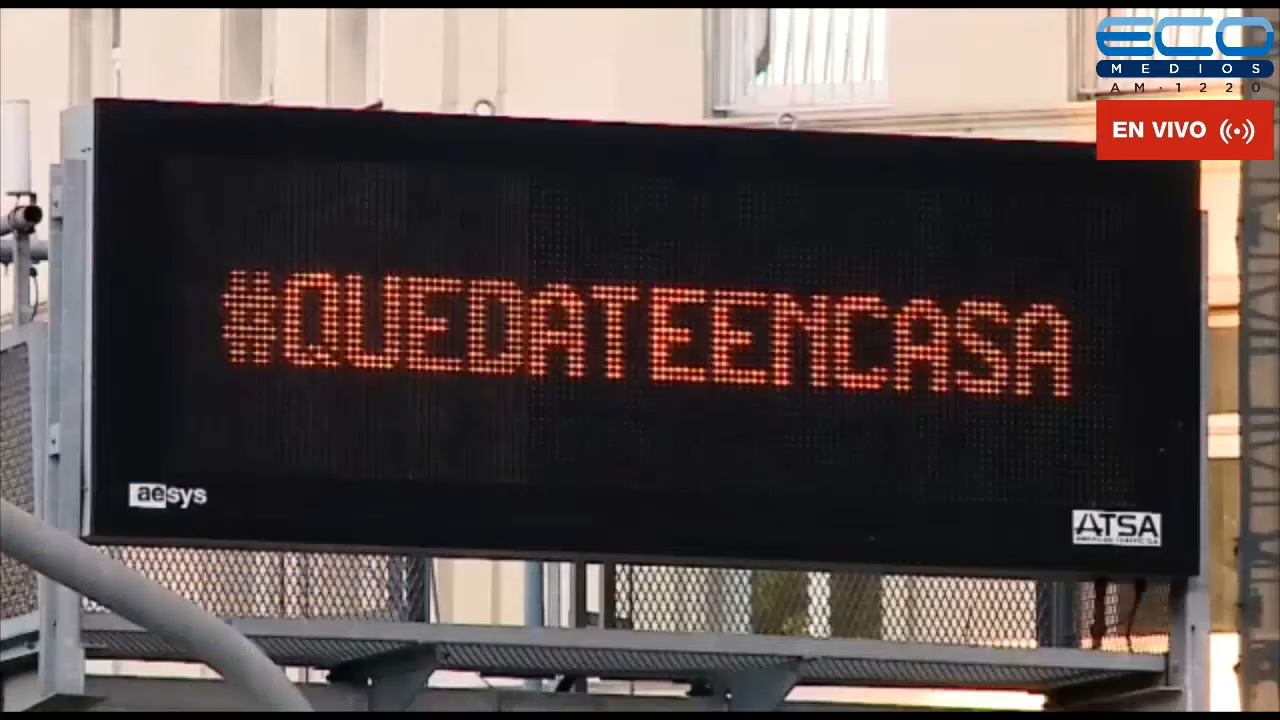 ECO
MEDIOS
AM·1220
EN VIVO
#QUEDATEENCASA
aesys
ATSA